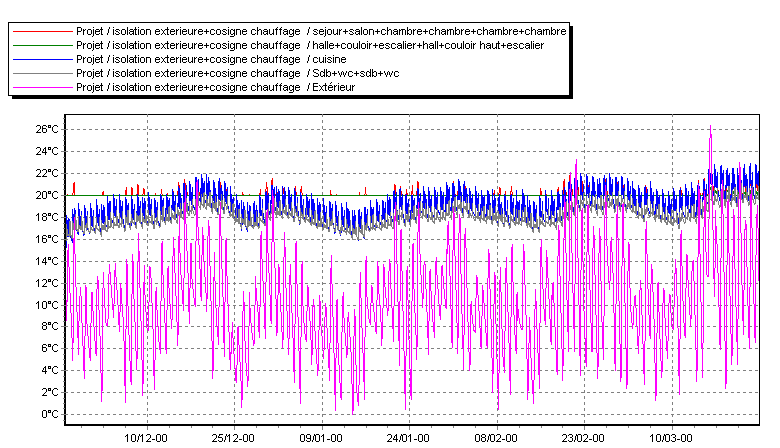 Projet / isolation exterieure+cosigne chauffage / sejour+salon+chambre+chambre+chambre+chambre
Projet / isolation exterieure+cosigne chauffage / halle+couloir+escalier+hall+couloir haut+escalier
Projet / isolation exterieure+cosigne chauffage / cuisine
Projet / isolation exterieure+cosigne chauffage / Sdb+wc+sdb+wc
Projet / isolation exterieure+cosigne chauffage / Extérieur
26°C
24°C
22°C
20°C
18°C
16°C
14°C
12°C
10°C
8°C
6°C
4°C
2°C
0°C
10/12-00 25/12-00 09/01-00 24/01-00 08/02-00 23/02-00 10/03-00